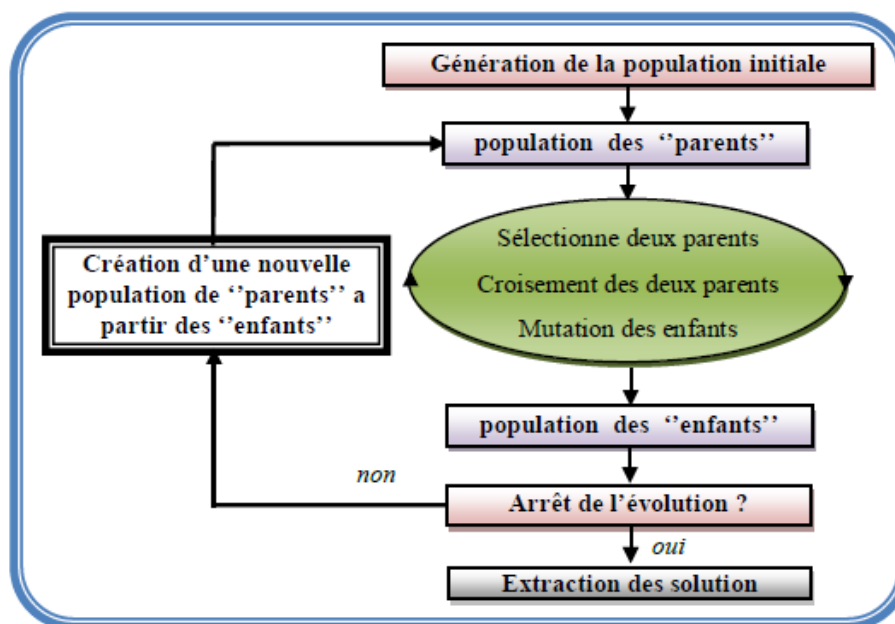 Génération de la population initiale
population des ‘’parents’’
Sélectionne deux parents
Croisement des deux parents
Mutation des enfants
Création d’une nouvelle
population de ‘’parents’’ a
partir des ‘’enfants’’
population des ‘’enfants’’
non
Arrêt de l’évolution ?
oui
Extraction des solution